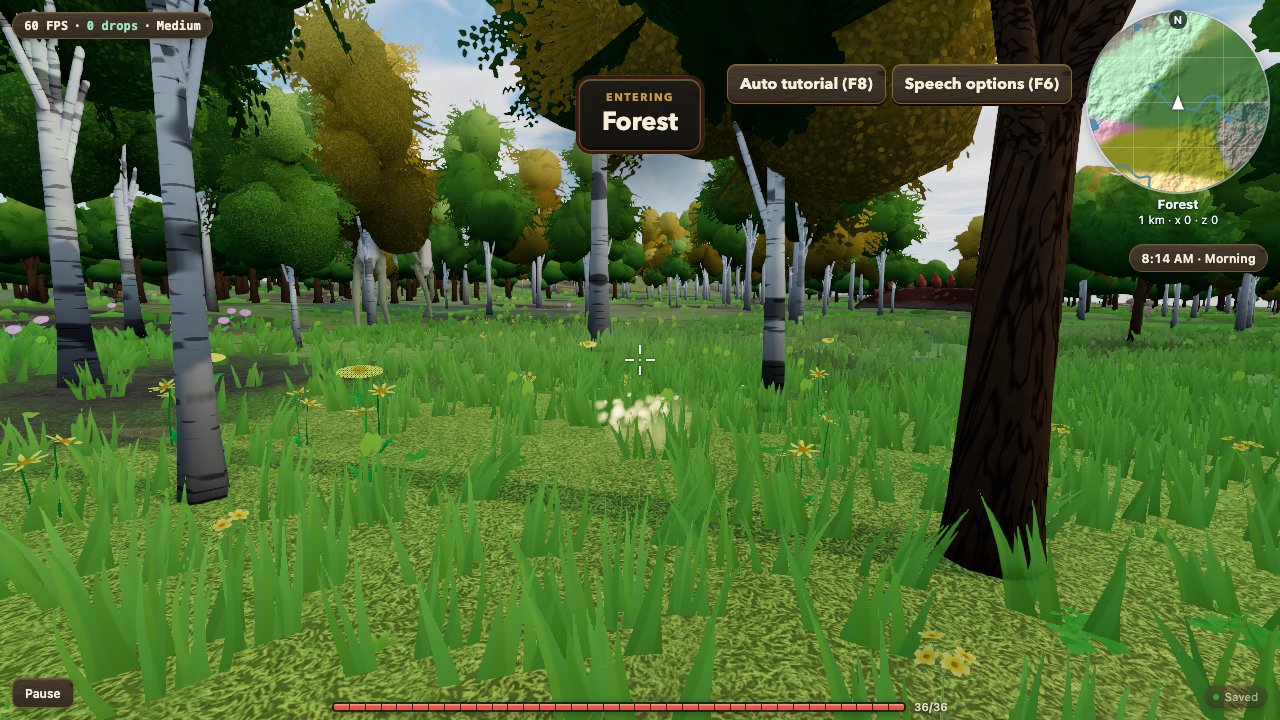 60 FPS · 0 drops · Medium
ENTERING
Forest
Auto tutorial (F8)
Speech options (F6)
N
Forest
1 km · x 0 · z 0
8:14 AM · Morning
Pause
36/36
Saved